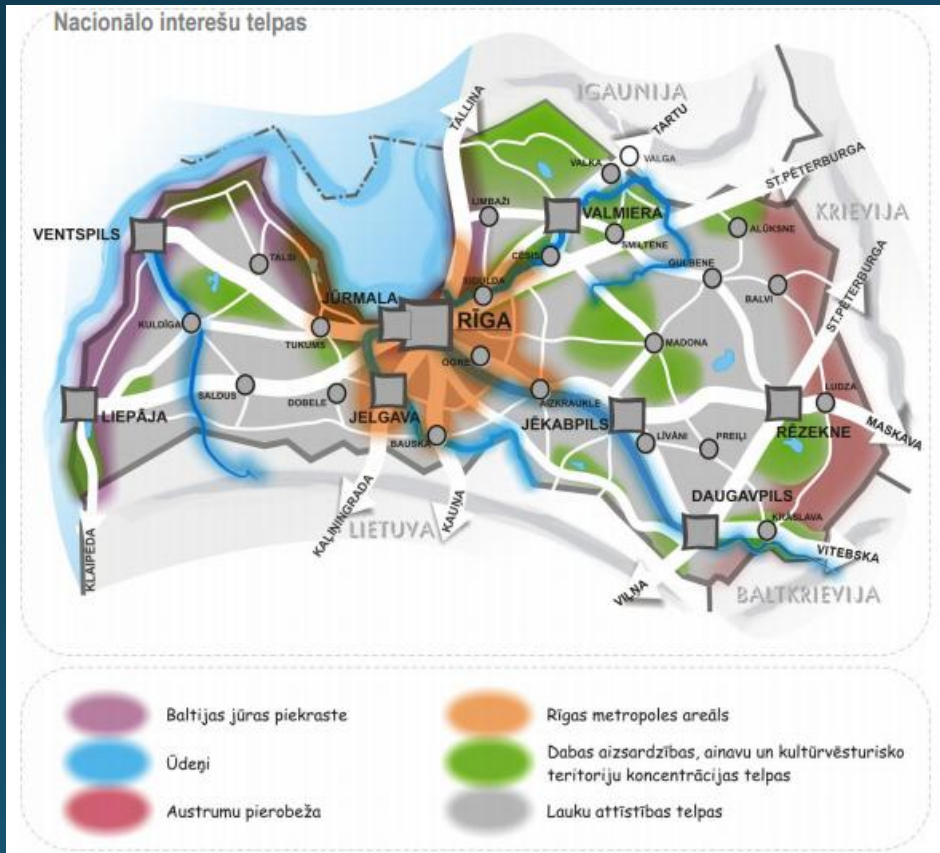 Nacionālo interešu telpas
IGAUNIJA
TALLINA
TARTU
VALKA
VALGA
ST.PĒTERBURGA
LIMBAŽI
VALMIERA
KRIEVIJA
VENTSPILS
SMILTENE
ALŪKSNE
TALSI
CĒSIS
GULBENE
SIGULDA
BALVI
ST.PĒTERBURGA
JŪRMALA
RĪGA
KULDĪGA
TUKUMS
MADONA
OGRE
SALDUS
DOBELE
AIZKRAUKLE
LUDZA
LIEPĀJA
JELGAVA
JĒKABPILS
RĒZEKNE
MASKAVA
BAUSKA
LĪVĀNI
PREIĻI
KAĻIŅINGRADA
LIETUVA
KAUNA
DAUGAVPILS
KRĀSLAVA
KLAIPĒDA
VITEBSKA
VIĻŅA
BALTKRIEVIJA
Baltijas jūras piekraste
Ūdeņi
Austrumu pierobeža
Rīgas metropoles areāls
Dabas aizsardzības, ainavu un kultūrvēsturisko
teritoriju koncentrācijas telpas
Lauku attīstības telpas